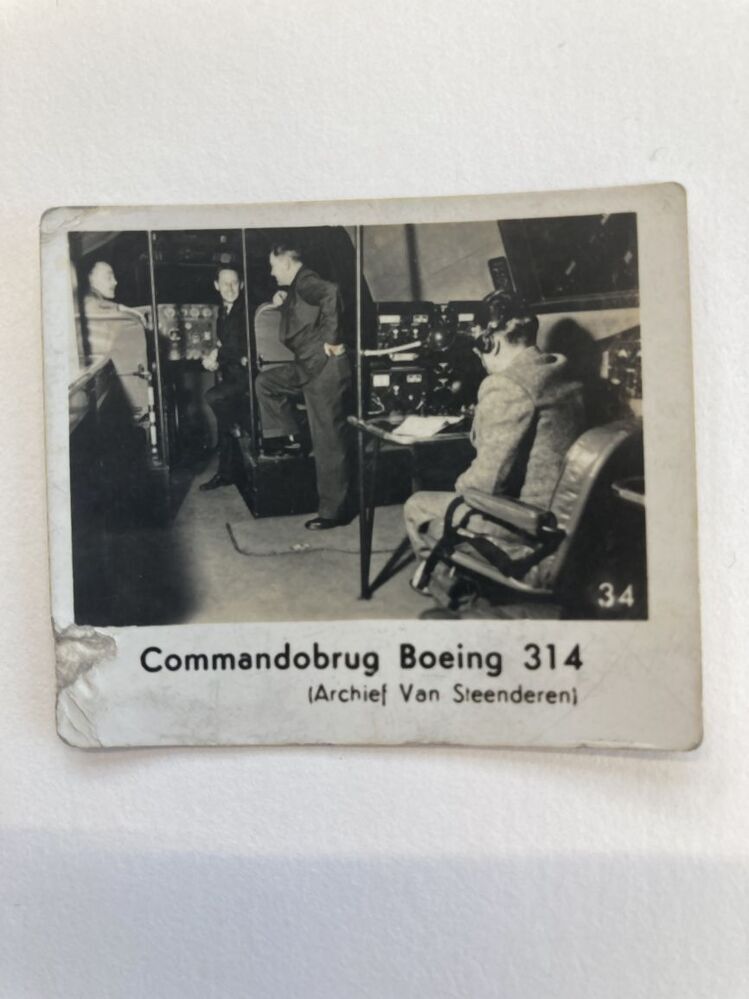 34
Commandobrug Boeing 314
(Archief Van Steenderen)